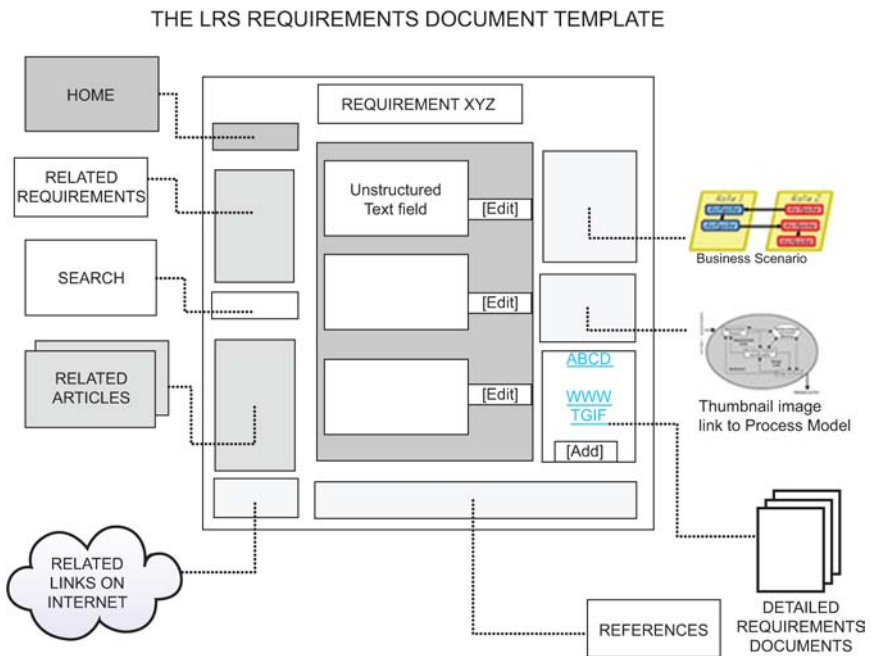 THE LRS REQUIREMENTS DOCUMENT TEMPLATE
HOME
REQUIREMENT XYZ
RELATED
REQUIREMENTS
Unstructured
Text field
[Edit]
Business Scenario
SEARCH
[Edit]
RELATED
ARTICLES
[Edit]
ABCD
WWW
TGIF
[Add]
Thumbnail image
link to Process Model
RELATED
LINKS ON
INTERNET
REFERENCES
DETAILED
REQUIREMENTS
DOCUMENTS